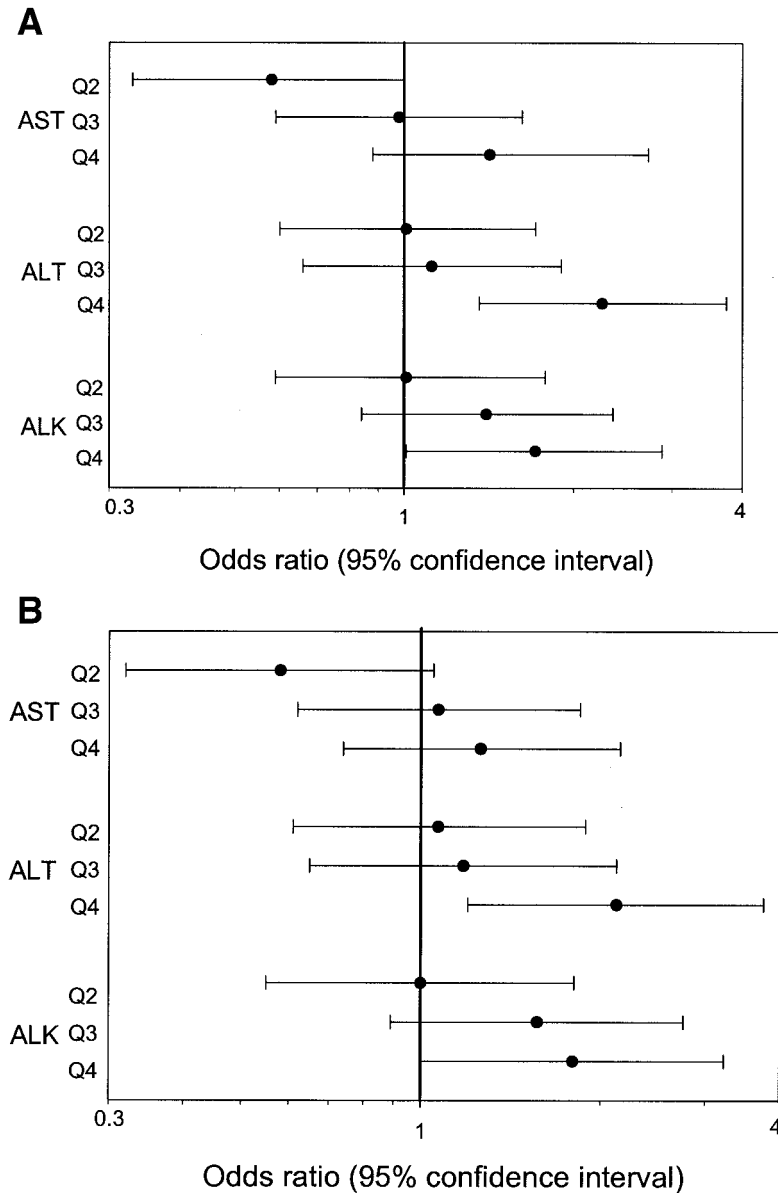 A
Q2
AST Q3
Q4
Q2
ALT Q3
Q4
Q2
ALK Q3
Q4
0.3 1 4
Odds ratio (95% confidence interval)
B
Q2
AST Q3
Q4
Q2
ALT Q3
Q4
Q2
ALK Q3
Q4
0.3 1 4
Odds ratio (95% confidence interval)